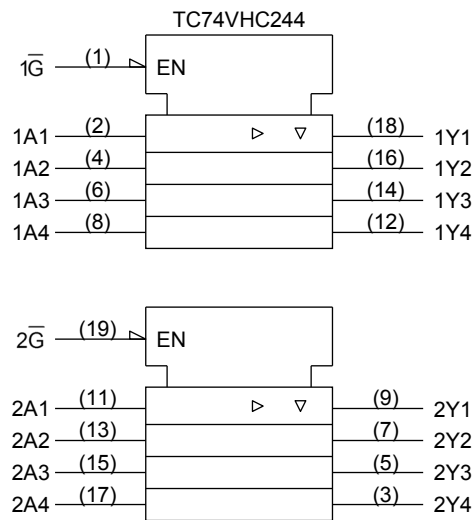 TC74VHC244
1G̅ (1) EN
1A1 (2) (18) 1Y1
1A2 (4) (16) 1Y2
1A3 (6) (14) 1Y3
1A4 (8) (12) 1Y4
2G̅ (19) EN
2A1 (11) (9) 2Y1
2A2 (13) (7) 2Y2
2A3 (15) (5) 2Y3
2A4 (17) (3) 2Y4